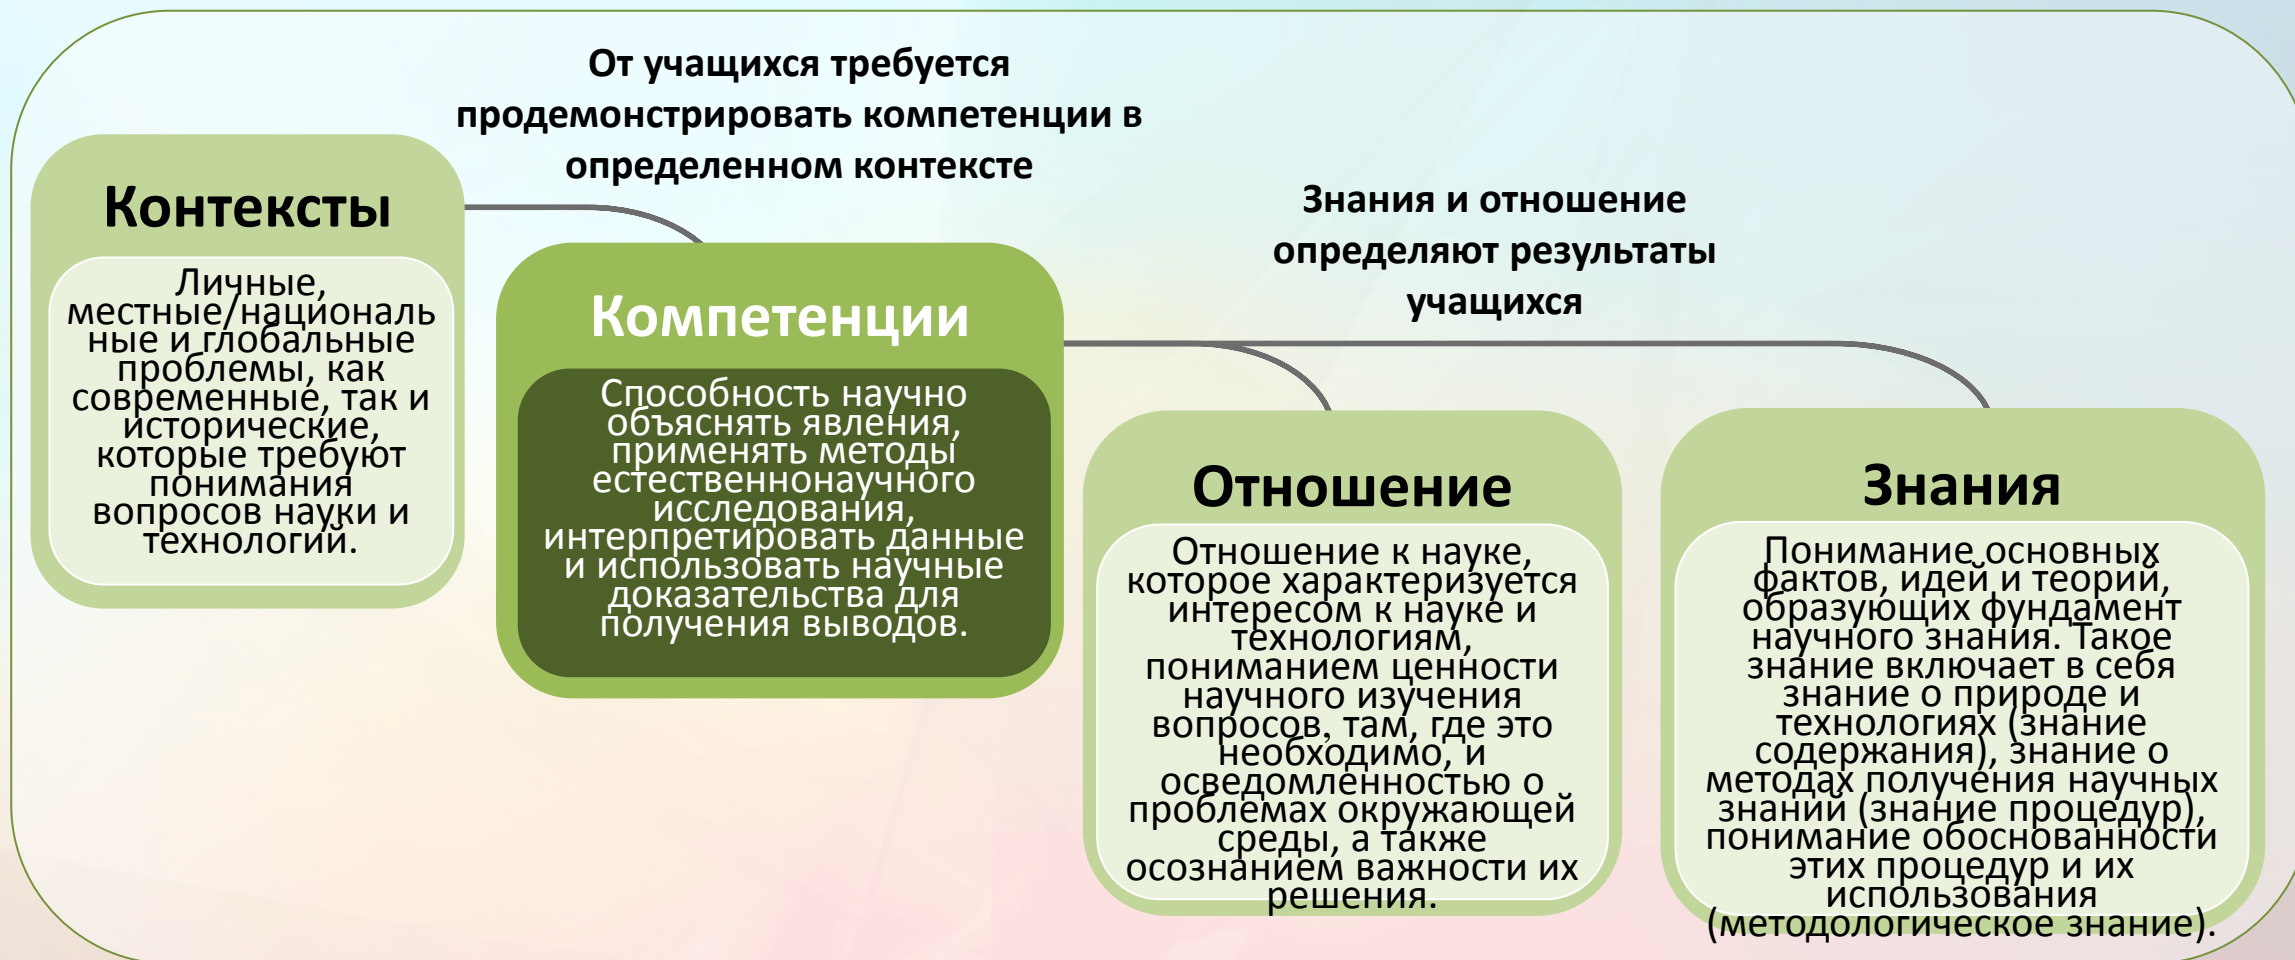 От учащихся требуется
продемонстрировать компетенции в
определенном контексте
Контексты
Личные,
местные/националь
ные и глобальные
проблемы, как
современные, так и
исторические,
которые требуют
понимания
вопросов науки и
технологий.
Компетенции
Способность научно
объяснять явления,
применять методы
естественнонаучного
исследования,
интерпретировать данные
и использовать научные
доказательства для
получения выводов.
Знания и отношение
определяют результаты
учащихся
Отношение
Отношение к науке,
которое характеризуется
интересом к науке и
технологиям,
пониманием ценности
научного изучения
вопросов, там, где это
необходимо, и
осведомленностью о
проблемах окружающей
среды, а также
осознанием важности их
решения.
Знания
Понимание основных
фактов, идей и теорий,
образующих фундамент
научного знания. Такое
знание включает в себя
знание о природе и
технологиях (знание
содержания), знание о
методах получения научных
знаний (знание процедур),
понимание обоснованности
этих процедур и их
использования
(методологическое знание).